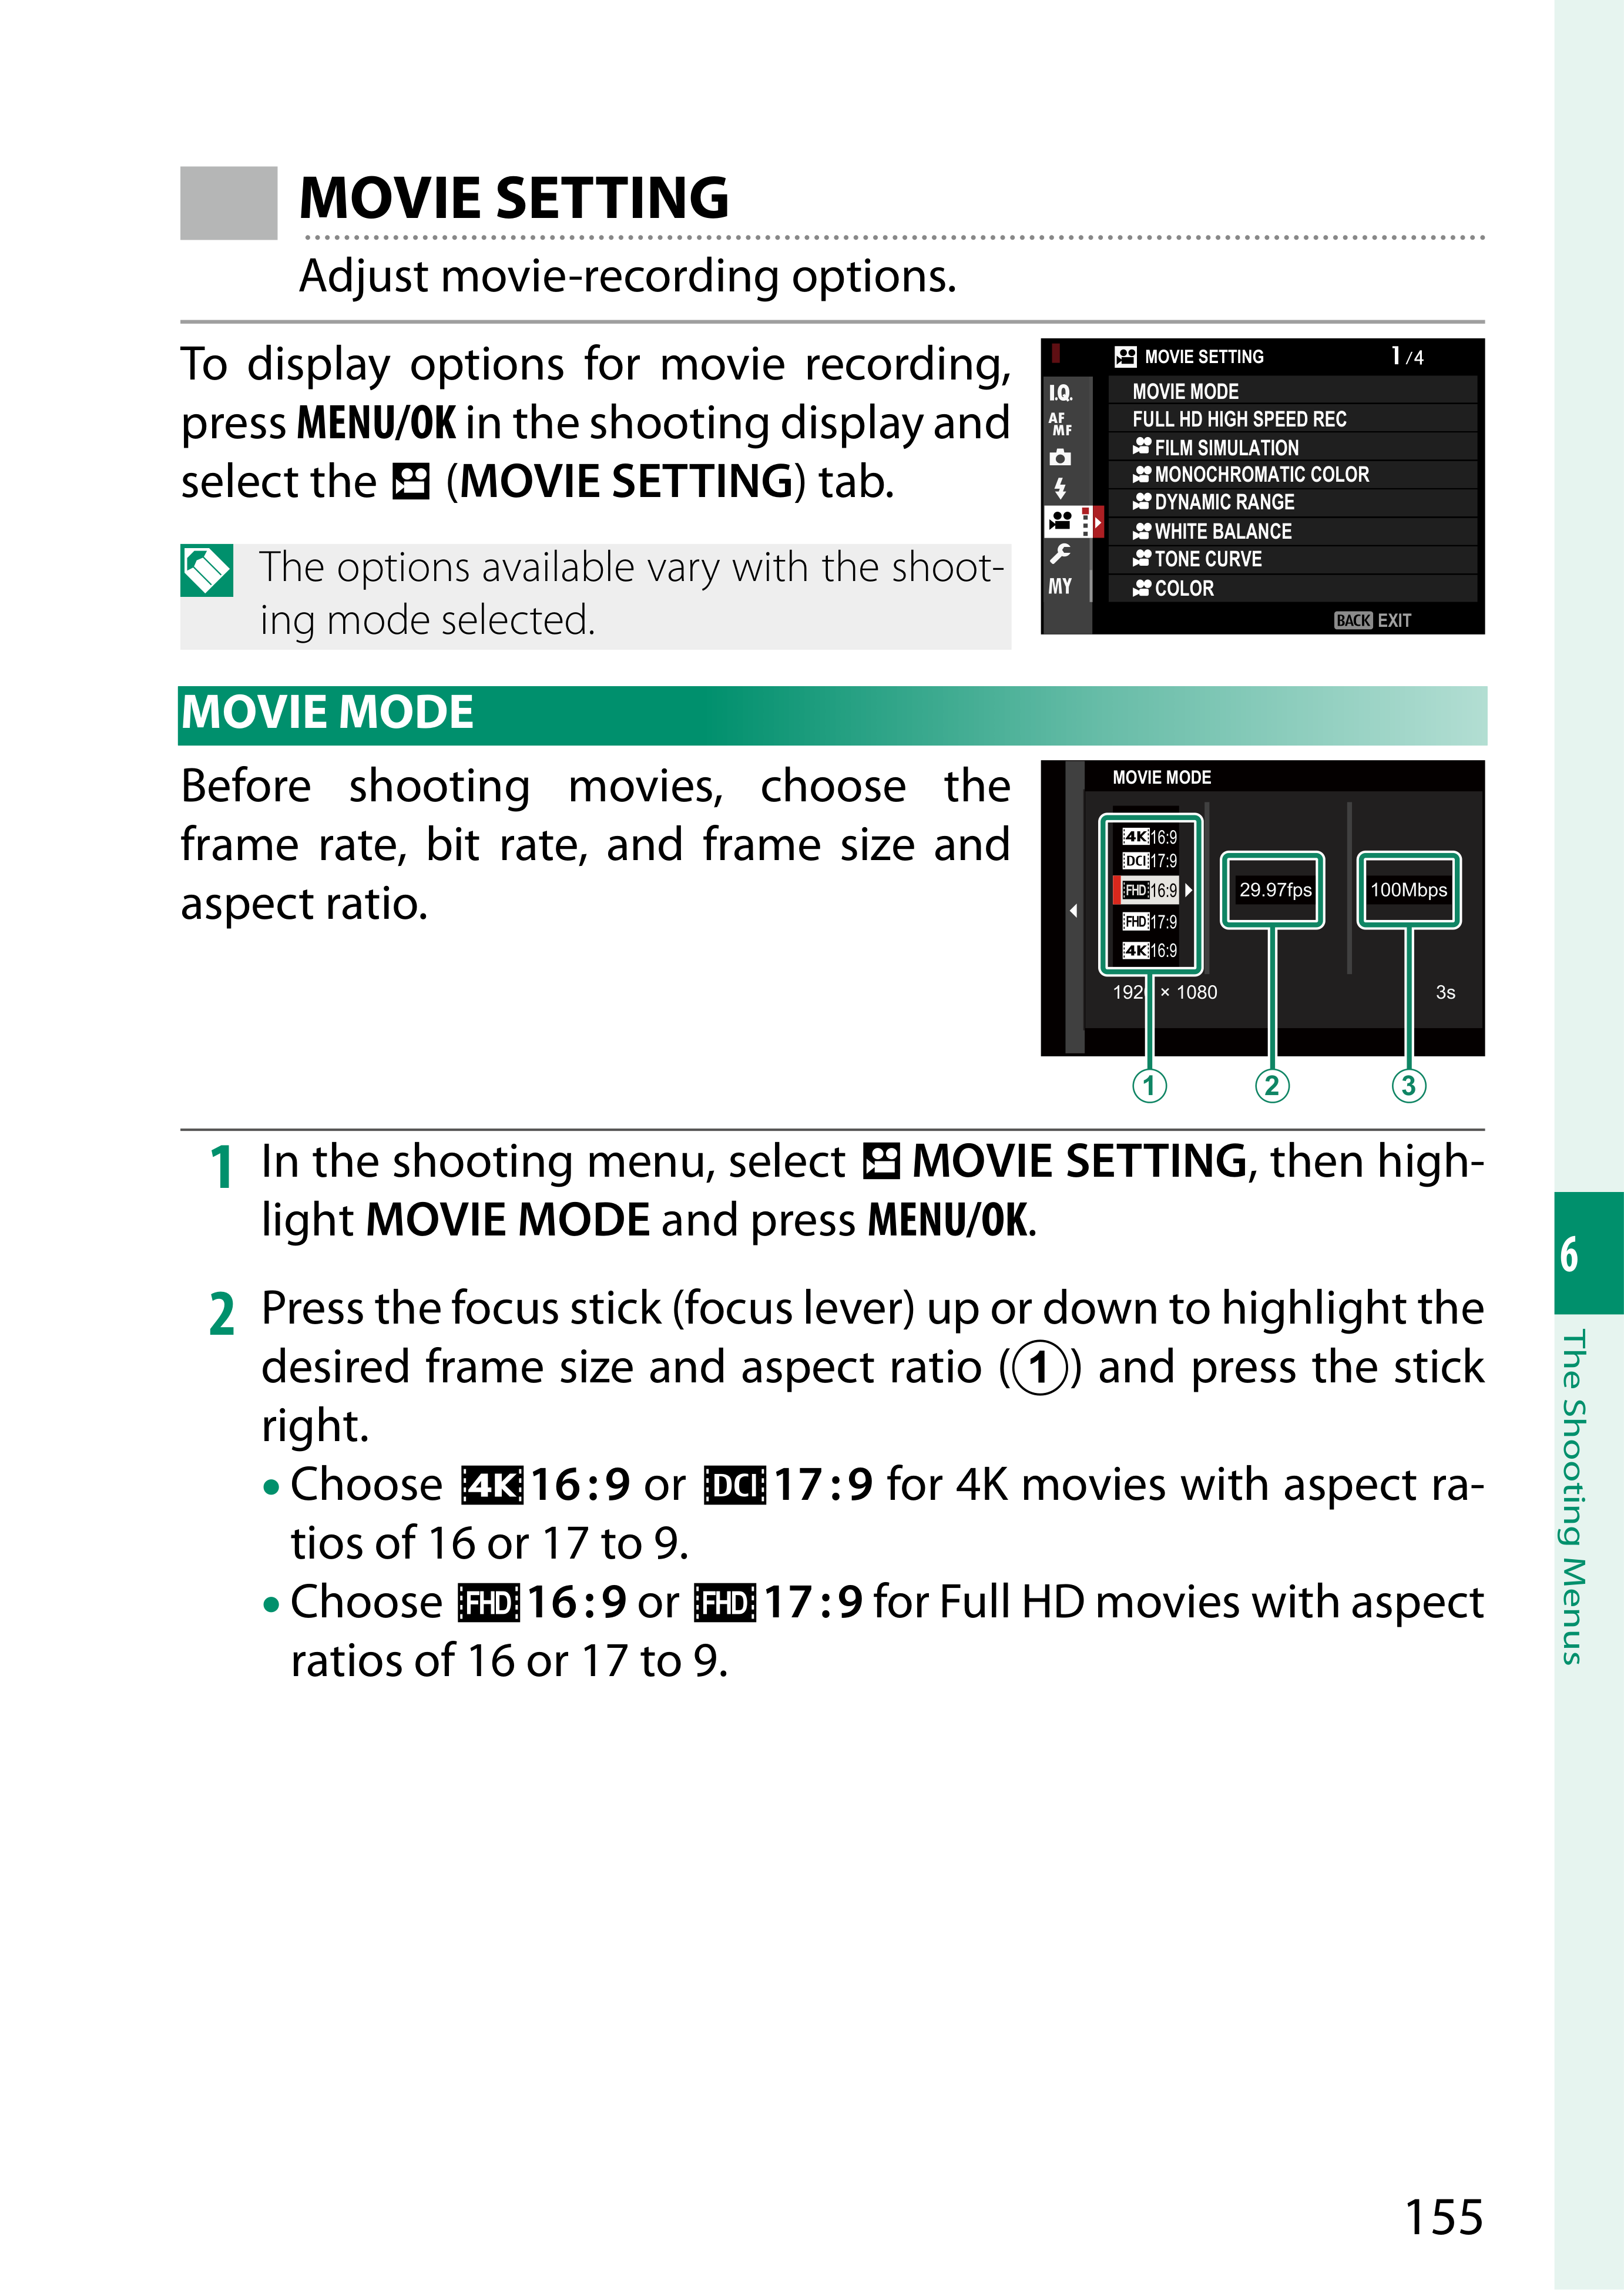 MOVIE SETTING
Adjust movie-recording options.
To display options for movie recording,
press MENU/OK in the shooting display and
select the (MOVIE SETTING) tab.
The options available vary with the shoot-
ing mode selected.
MOVIE SETTING 1/4
I.Q.
AF
MF
MY
MOVIE MODE
FULL HD HIGH SPEED REC
FILM SIMULATION
MONOCHROMATIC COLOR
DYNAMIC RANGE
WHITE BALANCE
TONE CURVE
COLOR
BACK EXIT
MOVIE MODE
Before shooting movies, choose the
frame rate, bit rate, and frame size and
aspect ratio.
MOVIE MODE
4K 16:9
DCI 17:9
FHD 16:9
FHD 17:9
4K 16:9
29.97fps
100Mbps
192 × 1080
3s
1 2 3
1 In the shooting menu, select MOVIE SETTING, then high-
light MOVIE MODE and press MENU/OK.
2 Press the focus stick (focus lever) up or down to highlight the
desired frame size and aspect ratio (①) and press the stick
right.
• Choose 4K 16:9 or DCI 17:9 for 4K movies with aspect ra-
tios of 16 or 17 to 9.
• Choose FHD 16:9 or FHD 17:9 for Full HD movies with aspect
ratios of 16 or 17 to 9.
6
The Shooting Menus
155